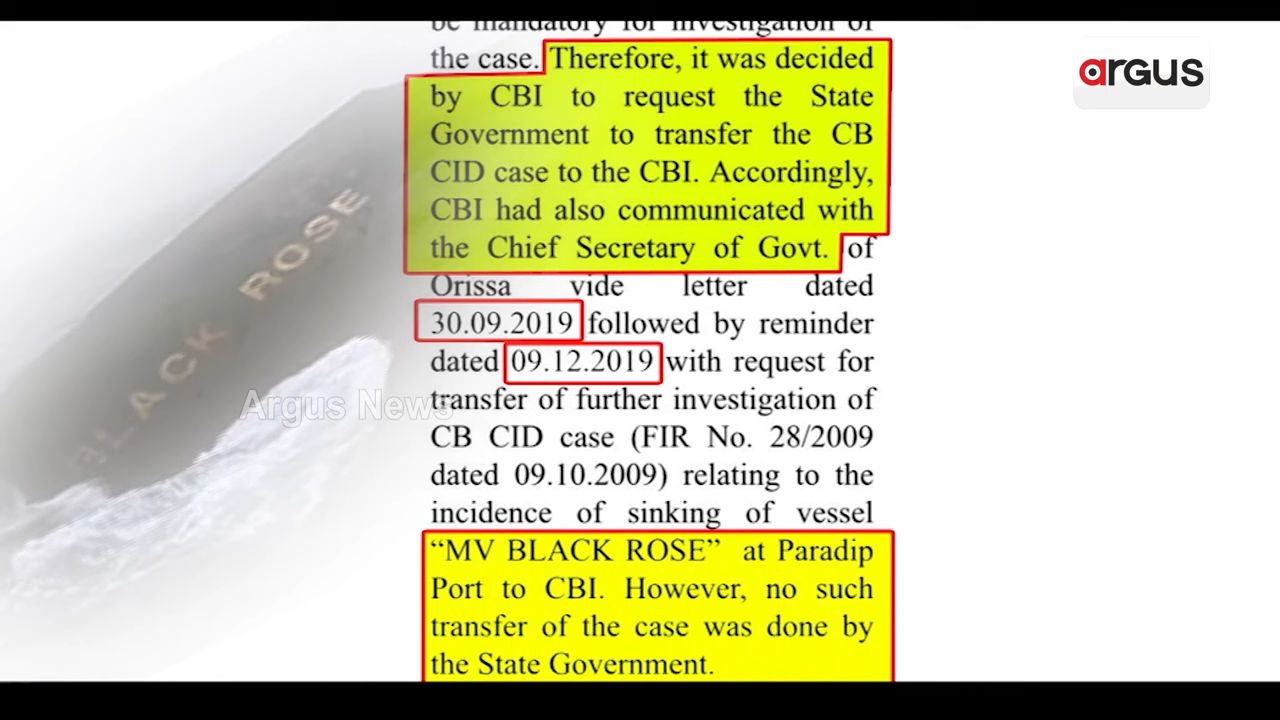 be mandatory for investigation of
the case. Therefore, it was decided
by CBI to request the State
Government to transfer the CB
CID case to the CBI. Accordingly,
CBI had also communicated with
the Chief Secretary of Govt. of
Orissa vide letter dated
30.09.2019 followed by reminder
dated 09.12.2019 with request for
transfer of further investigation of
CB CID case (FIR No. 28/2009
dated 09.10.2009) relating to the
incidence of sinking of vessel
“MV BLACK ROSE” at Paradip
Port to CBI. However, no such
transfer of the case was done by
the State Government.
argus
BLACK ROSE
Argus News